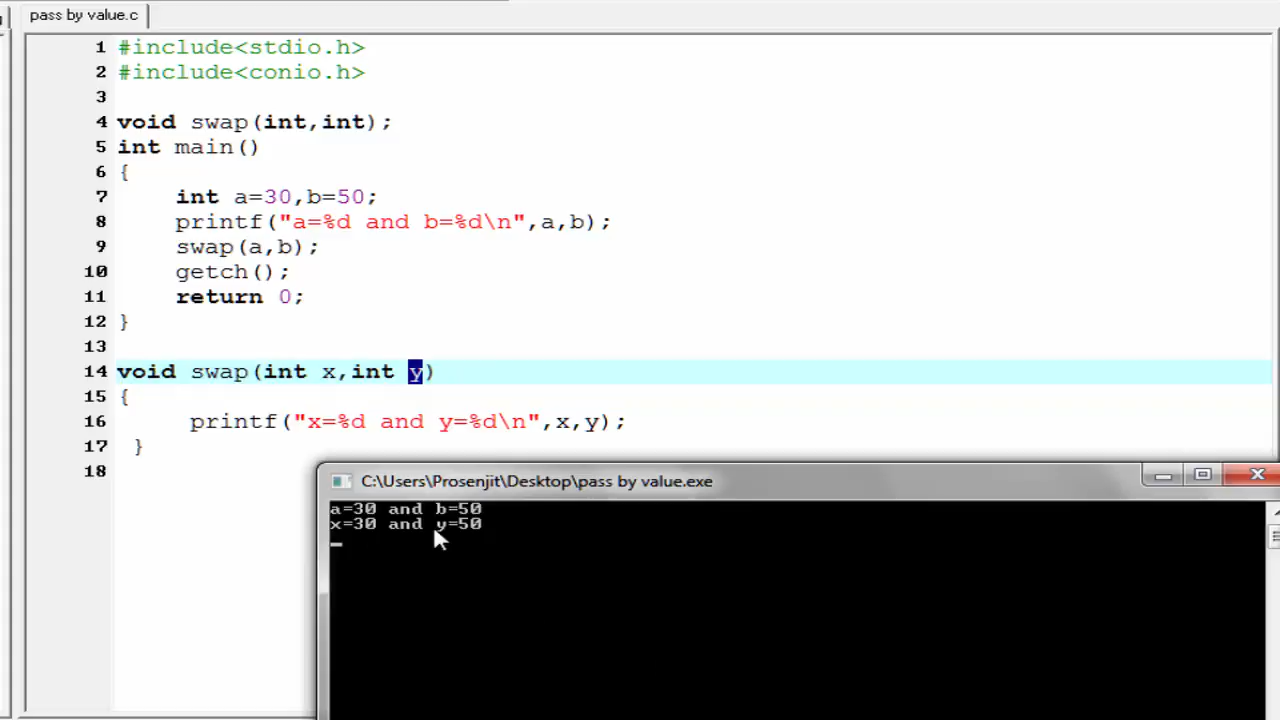 pass by value.c
1 #include<stdio.h>
2 #include<conio.h>
3
4 void swap(int,int);
5 int main()
6 {
7 int a=30,b=50;
8 printf("a=%d and b=%d\n",a,b);
9 swap(a,b);
10 getch();
11 return 0;
12 }
13
14 void swap(int x,int y)
15 {
16 printf("x=%d and y=%d\n",x,y);
17 }
18
C:\Users\Prosenjit\Desktop\pass by value.exe
a=30 and b=50
x=30 and y=50